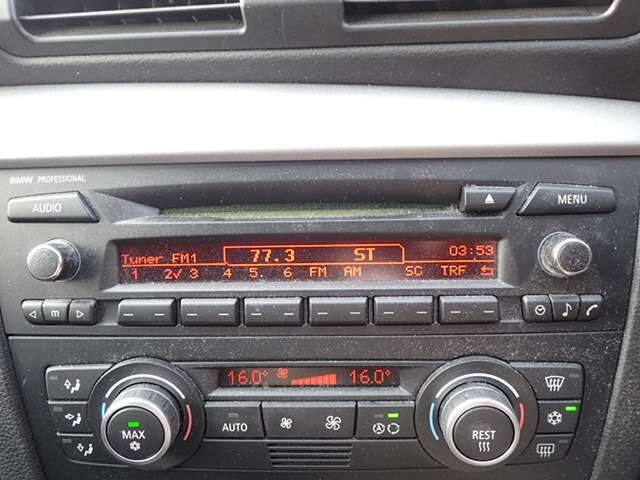 BMW PROFESSIONAL
AUDIO
MENU
77.3 ST 03:53
Tuner FM1
1 2√ 3 4 5. 6 FM AM SC TRF
m
16.0° 16.0°
MAX
AUTO
A
REST